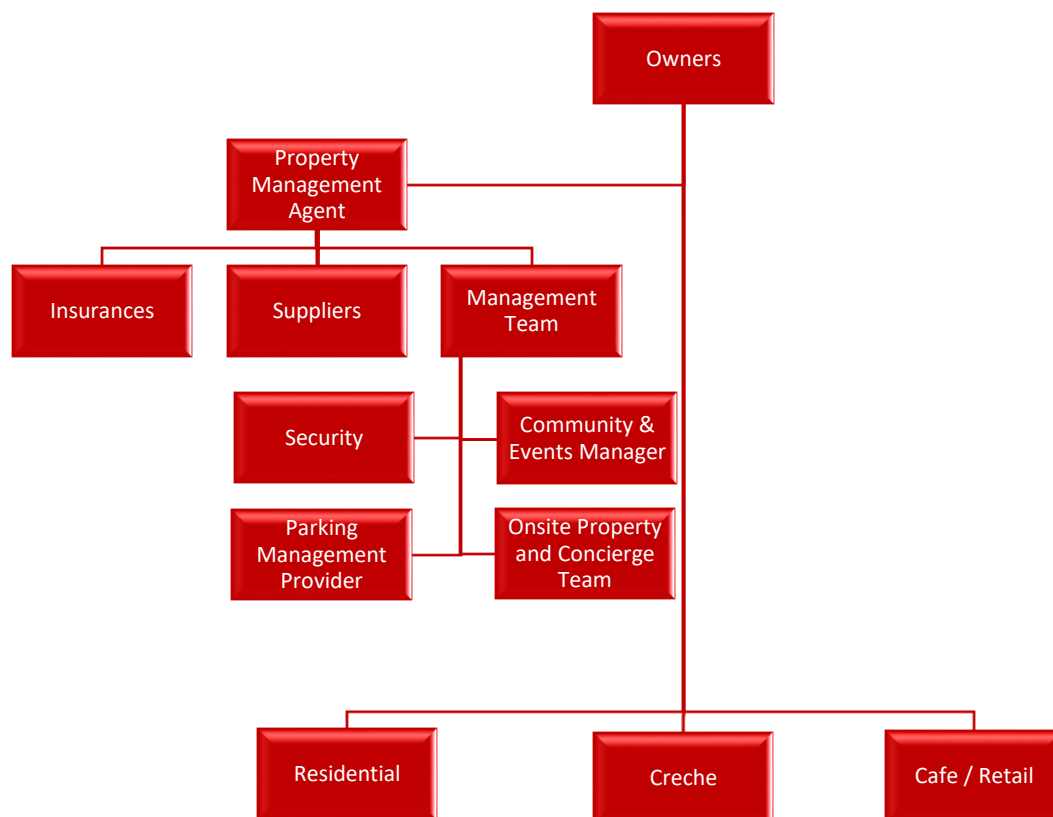 Owners
Property
Management
Agent
Insurances
Suppliers
Management
Team
Security
Community &
Events Manager
Parking
Management
Provider
Onsite Property
and Concierge
Team
Residential
Creche
Cafe / Retail